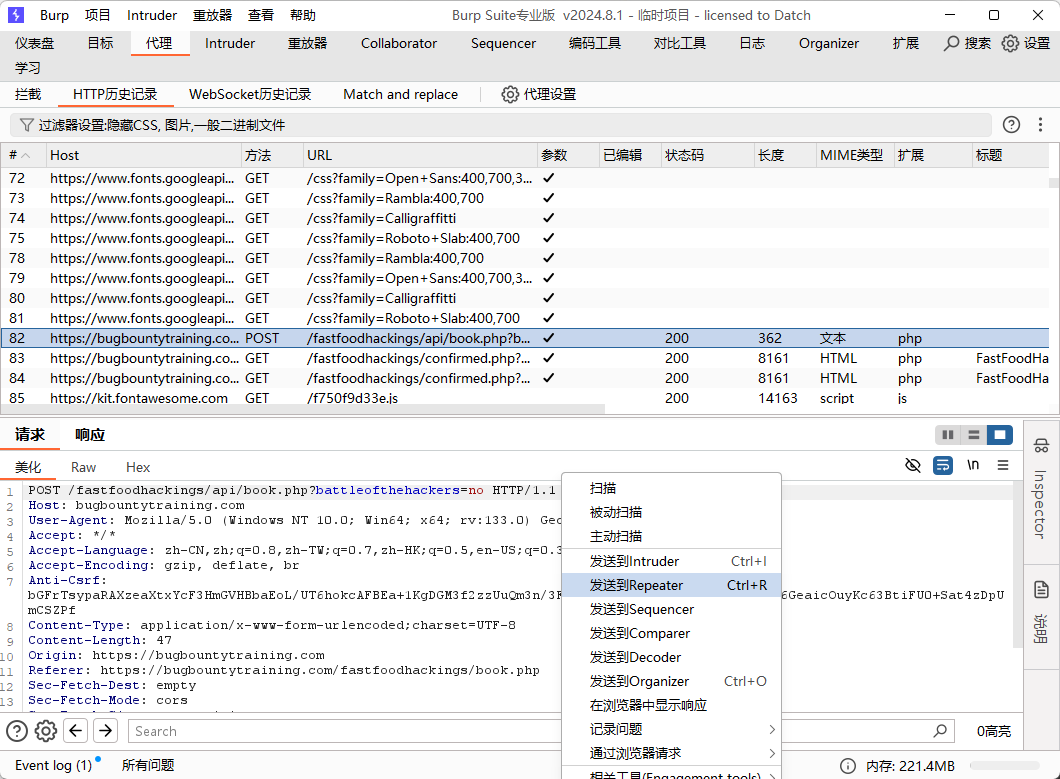 Burp 项目 Intruder 重放器 查看 帮助 Burp Suite专业版 v2024.8.1 - 临时项目 - licensed to Datch
仪表盘 目标 代理 Intruder 重放器 Collaborator Sequencer 编码工具 对比工具 日志 Organizer 扩展 搜索 设置
学习
拦截 HTTP历史记录 WebSocket历史记录 Match and replace 代理设置
过滤器设置:隐藏CSS, 图片,一般二进制文件
# Host 方法 URL 参数 已编辑 状态码 长度 MIME类型 扩展 标题
72 https://www.fonts.googleapi... GET /css?family=Open+Sans:400,700,3... ✓
73 https://www.fonts.googleapi... GET /css?family=Rambla:400,700 ✓
74 https://www.fonts.googleapi... GET /css?family=Calligraffitti ✓
75 https://www.fonts.googleapi... GET /css?family=Roboto+Slab:400,700 ✓
78 https://www.fonts.googleapi... GET /css?family=Rambla:400,700 ✓
79 https://www.fonts.googleapi... GET /css?family=Open+Sans:400,700,3... ✓
80 https://www.fonts.googleapi... GET /css?family=Calligraffitti ✓
81 https://www.fonts.googleapi... GET /css?family=Roboto+Slab:400,700 ✓
82 https://bugbountytraining.co... POST /fastfoodhackings/api/book.php?b... ✓ 200 362 文本 php
83 https://bugbountytraining.co... GET /fastfoodhackings/confirmed.php?... ✓ 200 8161 HTML php FastFoodHa
84 https://bugbountytraining.co... GET /fastfoodhackings/confirmed.php?... ✓ 200 8161 HTML php FastFoodHa
85 https://kit.fontawesome.com GET /f750f9d33e.js 200 14163 script js
请求 响应
美化 Raw Hex \n
1 POST /fastfoodhackings/api/book.php?battleofthehackers=no HTTP/1.1
2 Host: bugbountytraining.com
3 User-Agent: Mozilla/5.0 (Windows NT 10.0; Win64; x64; rv:133.0) Gec
4 Accept: */*
5 Accept-Language: zh-CN,zh;q=0.8,zh-TW;q=0.7,zh-HK;q=0.5,en-US;q=0.3
6 Accept-Encoding: gzip, deflate, br
7 Anti-Csrf:
bGFrTsypaRAXzeaXtxYcF3HmGVHBbaEoL/UT6hokcAFBEa+1KgDGM3f2zzUuQm3n/3F 6GeaicOuyKc63BtiFUO+Sat4zDpU
mCSZPf
8 Content-Type: application/x-www-form-urlencoded;charset=UTF-8
9 Content-Length: 47
10 Origin: https://bugbountytraining.com
11 Referer: https://bugbountytraining.com/fastfoodhackings/book.php
12 Sec-Fetch-Dest: empty
13 Sec-Fetch-Mode: cors
扫描
被动扫描
主动扫描
发送到Intruder Ctrl+I
发送到Repeater Ctrl+R
发送到Sequencer
发送到Comparer
发送到Decoder
发送到Organizer Ctrl+O
在浏览器中显示响应
记录问题
通过浏览器请求
相关工具(Engagement tools)
Inspector
说明
Search 0高亮
Event log (1) 所有问题 内存: 221.4MB